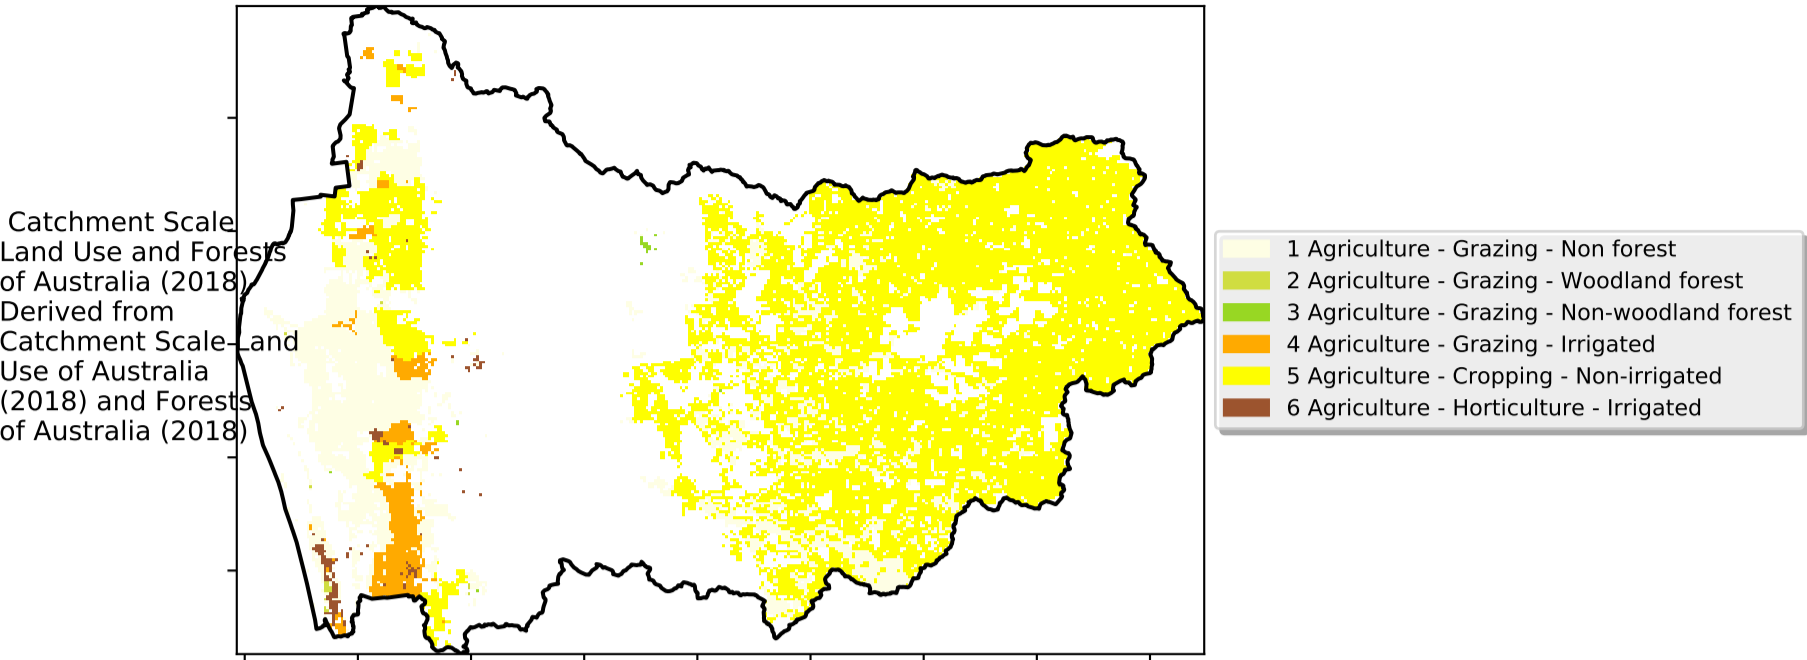 Catchment Scale
Land Use and Forests
of Australia (2018)
Derived from
Catchment Scale Land
Use of Australia
(2018) and Forests
of Australia (2018)
1 Agriculture - Grazing - Non forest
2 Agriculture - Grazing - Woodland forest
3 Agriculture - Grazing - Non-woodland forest
4 Agriculture - Grazing - Irrigated
5 Agriculture - Cropping - Non-irrigated
6 Agriculture - Horticulture - Irrigated